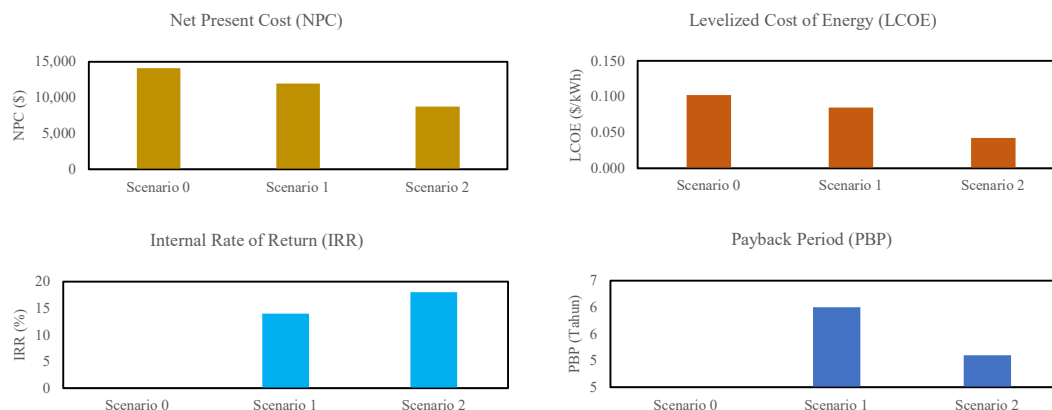 Net Present Cost (NPC)
15,000
10,000
5,000
0
NPC ($)
Scenario 0
Scenario 1
Scenario 2
Levelized Cost of Energy (LCOE)
0.150
0.100
0.050
0.000
LCOE ($/kWh)
Scenario 0
Scenario 1
Scenario 2
Internal Rate of Return (IRR)
20
15
10
5
0
IRR (%)
Scenario 0
Scenario 1
Scenario 2
Payback Period (PBP)
7
6
6
5
5
PBP (Tahun)
Scenario 0
Scenario 1
Scenario 2